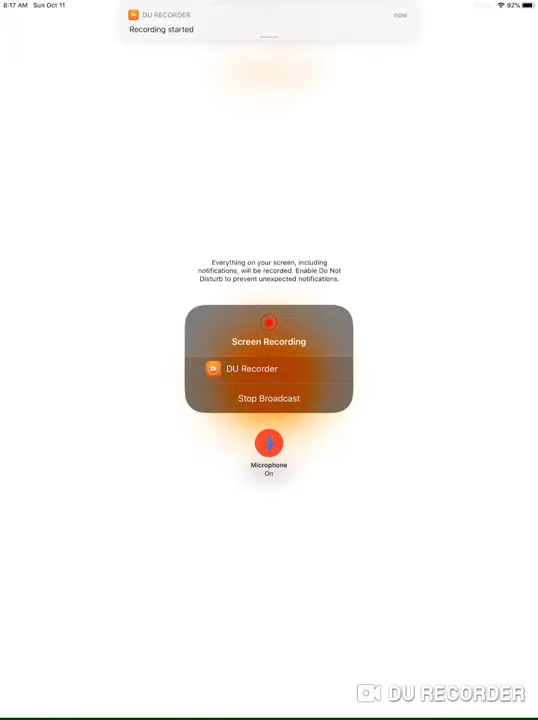 8:17 AM Sun Oct 11
92%
DU RECORDER
now
Recording started
Everything on your screen, including
notifications, will be recorded. Enable Do Not
Disturb to prevent unexpected notifications.
Screen Recording
DU Recorder
Stop Broadcast
Microphone
On
DU RECORDER